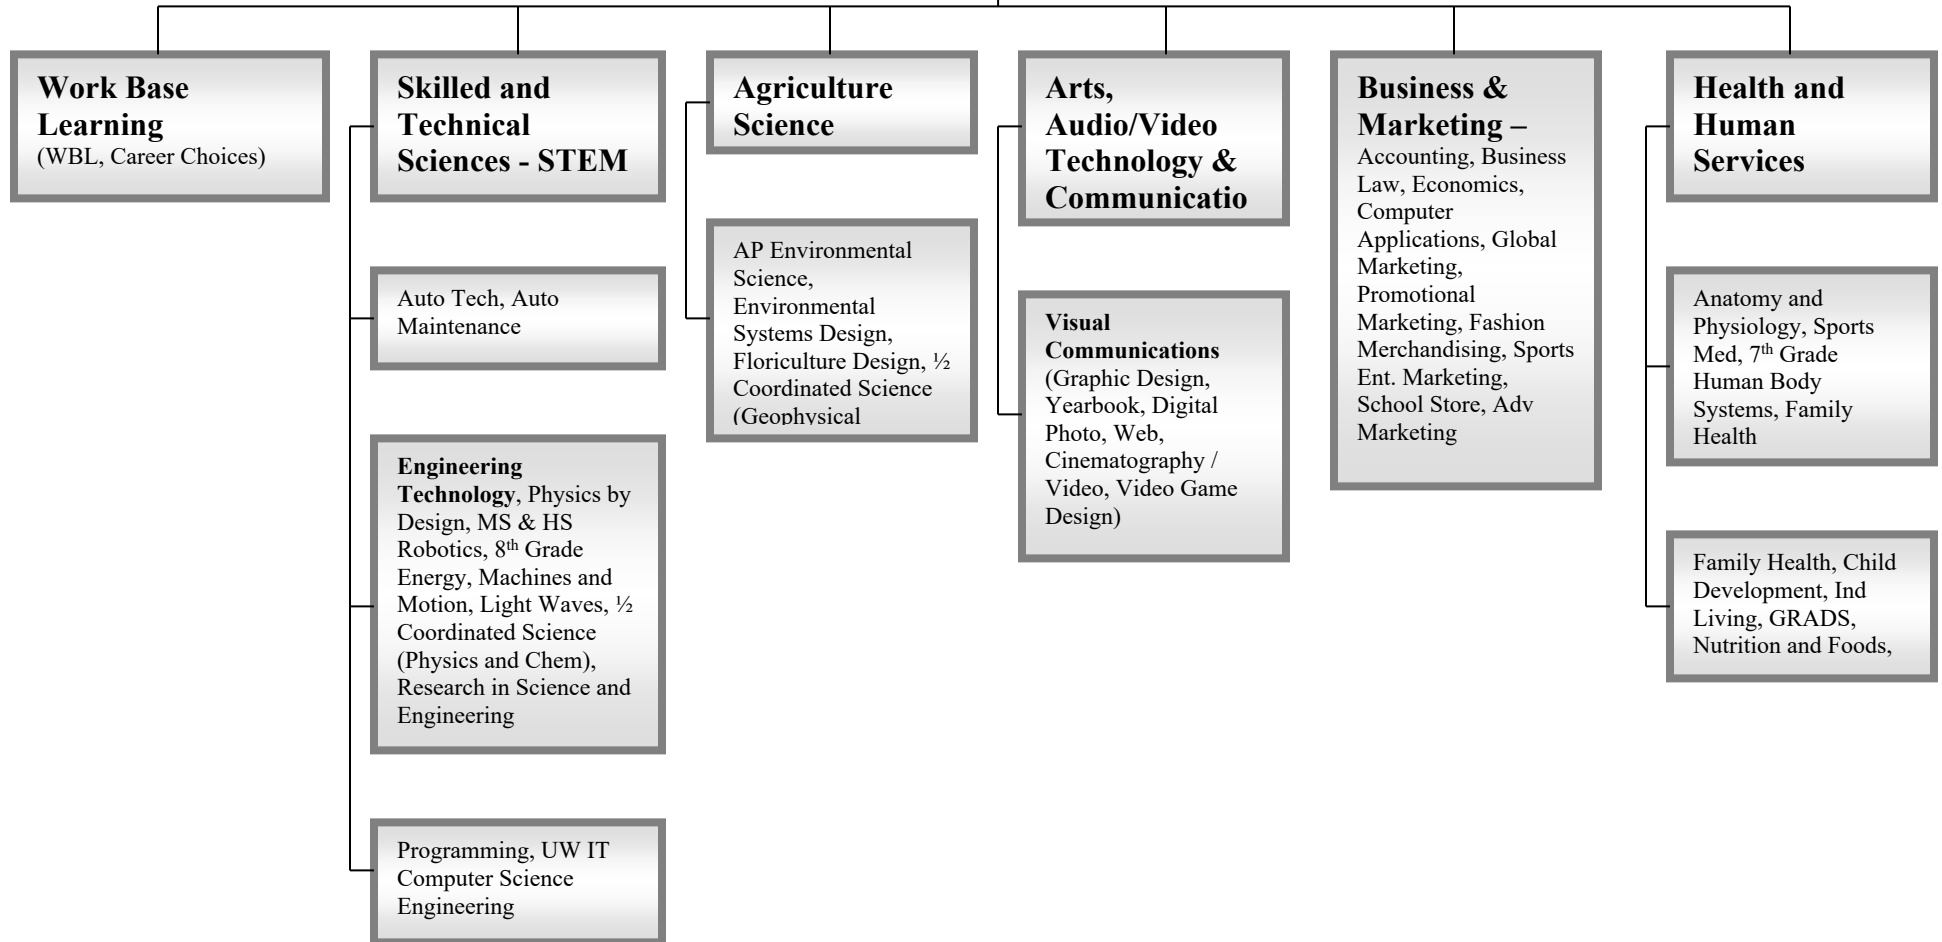 Work Base
Learning
(WBL, Career Choices)
Skilled and
Technical
Sciences - STEM
Auto Tech, Auto
Maintenance
Engineering
Technology, Physics by
Design, MS & HS
Robotics, 8th Grade
Energy, Machines and
Motion, Light Waves, ½
Coordinated Science
(Physics and Chem),
Research in Science and
Engineering
Programming, UW IT
Computer Science
Engineering
Agriculture
Science
AP Environmental
Science,
Environmental
Systems Design,
Floriculture Design, ½
Coordinated Science
(Geophysical
Arts,
Audio/Video
Technology &
Communicatio
Visual
Communications
(Graphic Design,
Yearbook, Digital
Photo, Web,
Cinematography /
Video, Video Game
Design)
Business &
Marketing –
Accounting, Business
Law, Economics,
Computer
Applications, Global
Marketing,
Promotional
Marketing, Fashion
Merchandising, Sports
Ent. Marketing,
School Store, Adv
Marketing
Health and
Human
Services
Anatomy and
Physiology, Sports
Med, 7th Grade
Human Body
Systems, Family
Health
Family Health, Child
Development, Ind
Living, GRADS,
Nutrition and Foods,